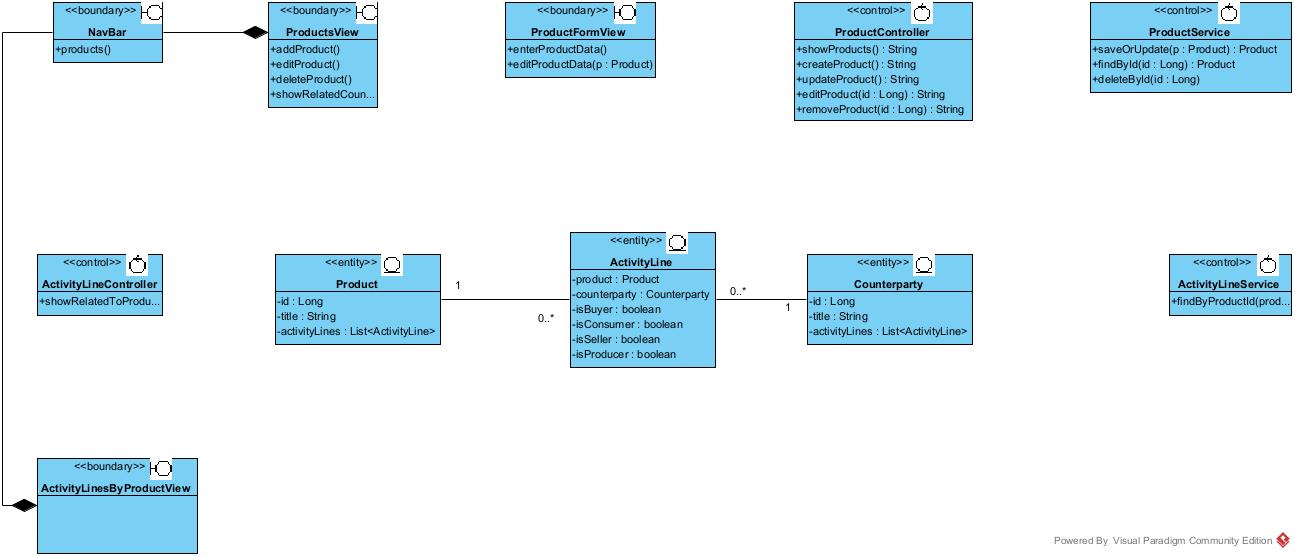 <<boundary>>
NavBar
+products()
<<boundary>>
ProductsView
+addProduct()
+editProduct()
+deleteProduct()
+showRelatedCoun...
<<boundary>>
ProductFormView
+enterProductData()
+editProductData(p : Product)
<<control>>
ProductController
+showProducts() : String
+createProduct() : String
+updateProduct() : String
+editProduct(id : Long) : String
+removeProduct(id : Long) : String
<<control>>
ProductService
+saveOrUpdate(p : Product) : Product
+findById(id : Long) : Product
+deleteById(id : Long)
<<control>>
ActivityLineController
+showRelatedToProdu...
<<entity>>
Product
-id : Long
-title : String
-activityLines : List<ActivityLine>
1
0..*
<<entity>>
ActivityLine
-product : Product
-counterparty : Counterparty
-isBuyer : boolean
-isConsumer : boolean
-isSeller : boolean
-isProducer : boolean
0..*
1
<<entity>>
Counterparty
-id : Long
-title : String
-activityLines : List<ActivityLine>
<<control>>
ActivityLineService
+findByProductId(prod...
<<boundary>>
ActivityLinesByProductView
Powered By Visual Paradigm Community Edition